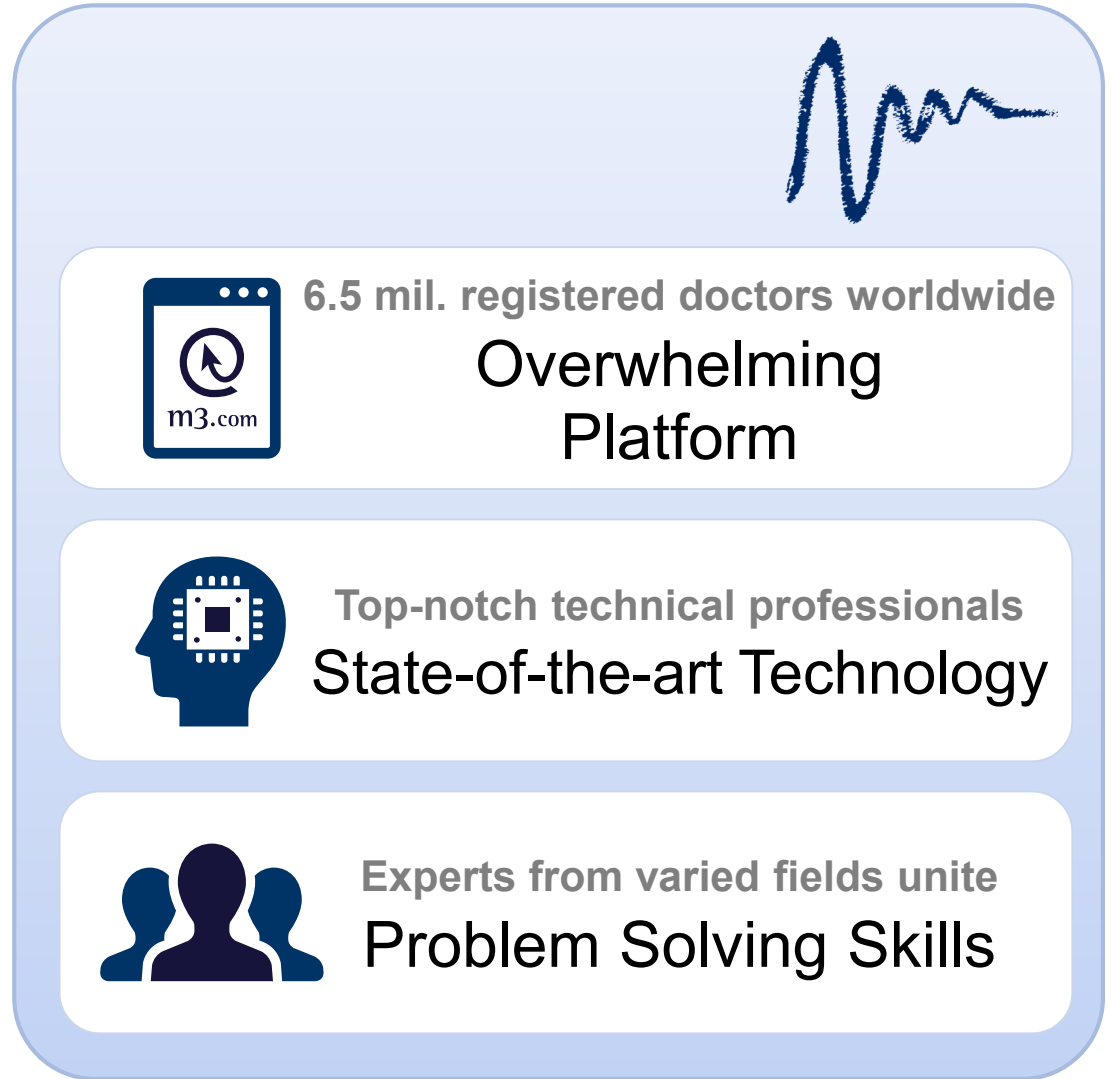 6.5 mil. registered doctors worldwide
Overwhelming
Platform
m3.com
Top-notch technical professionals
State-of-the-art Technology
Experts from varied fields unite
Problem Solving Skills